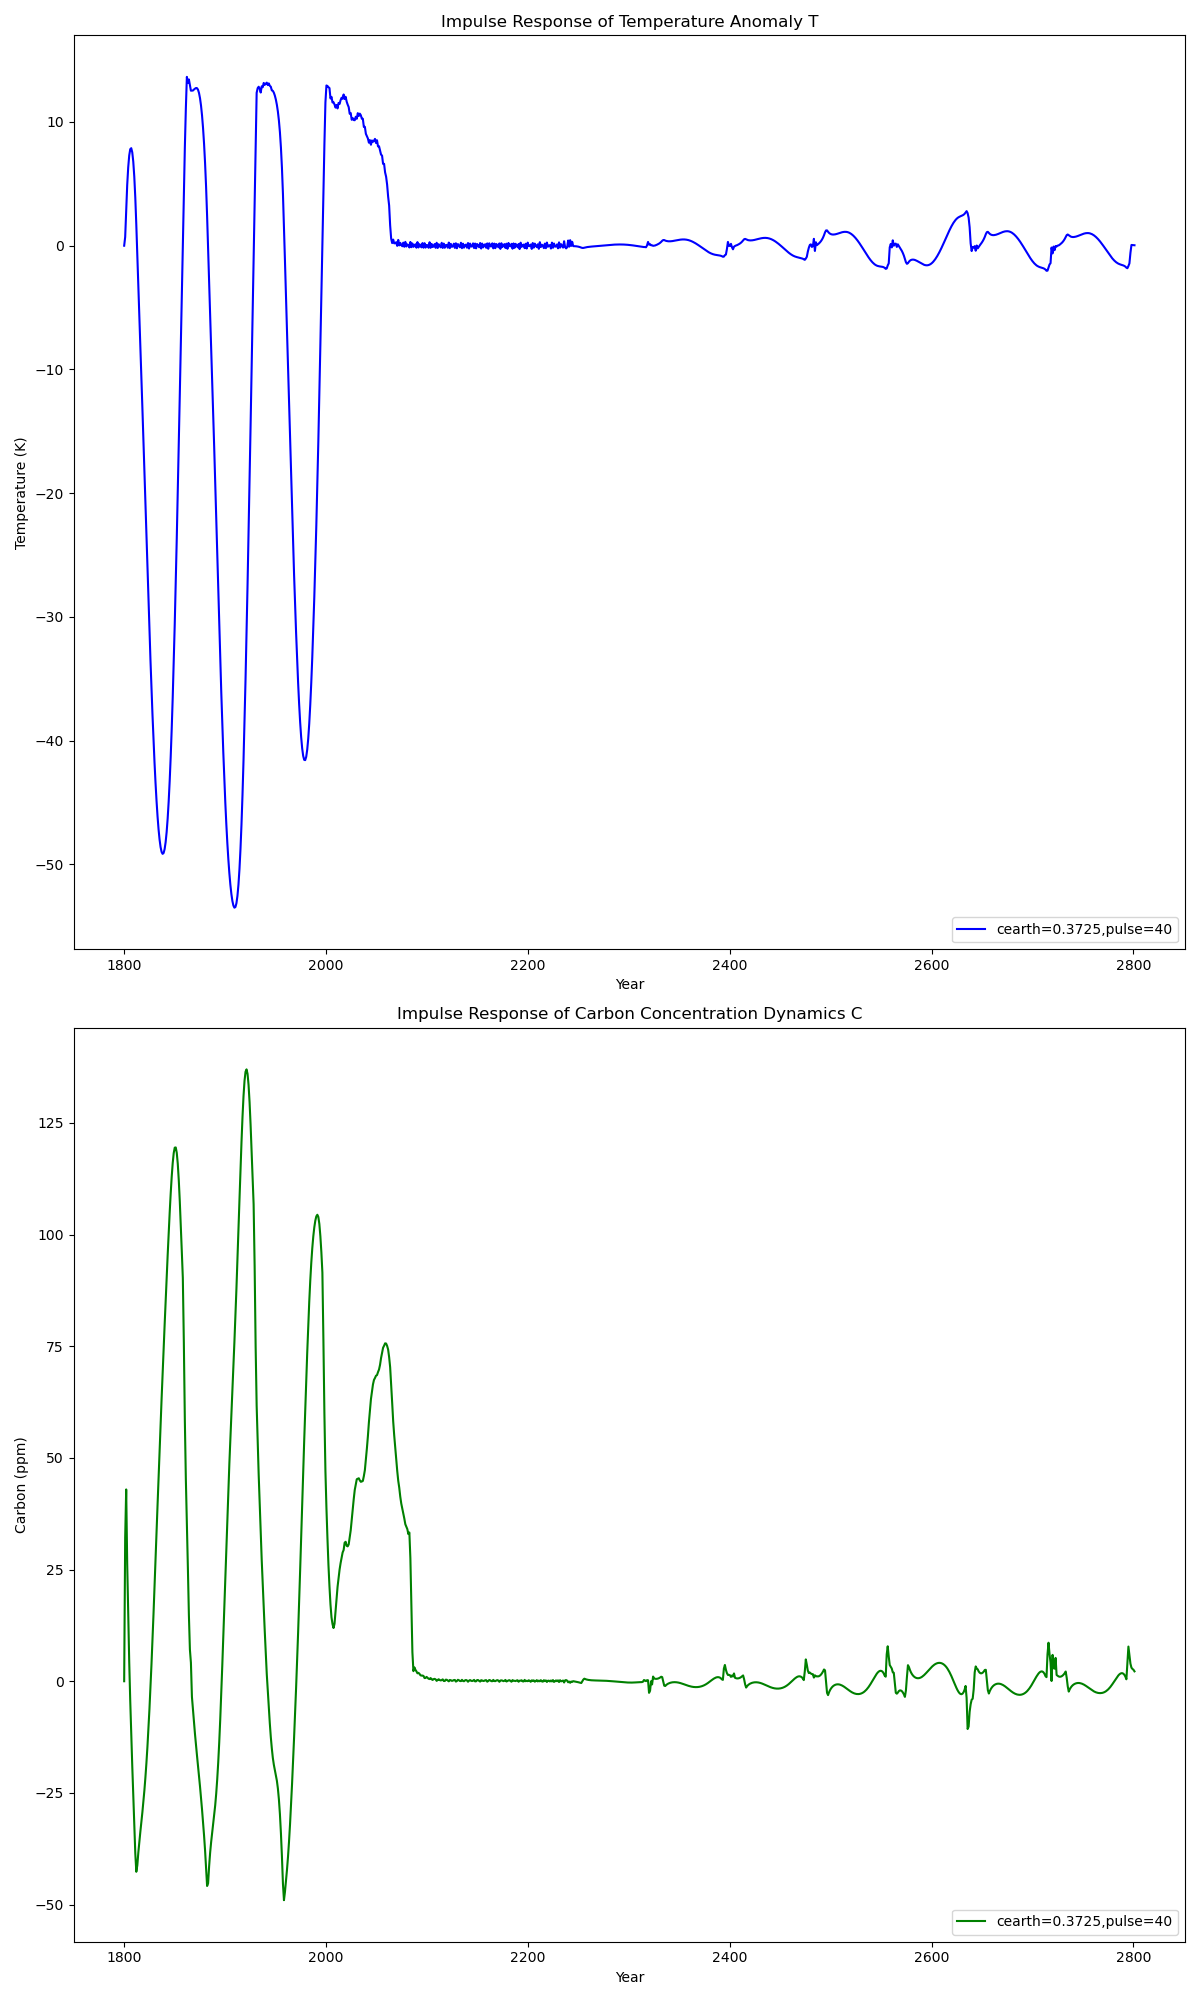 Impulse Response of Temperature Anomaly T
10
0
−10
−20
−30
−40
−50
Temperature (K)
cearth=0.3725,pulse=40
1800 2000 2200 2400 2600 2800
Year
Impulse Response of Carbon Concentration Dynamics C
125
100
75
50
25
0
−25
−50
Carbon (ppm)
cearth=0.3725,pulse=40
1800 2000 2200 2400 2600 2800
Year